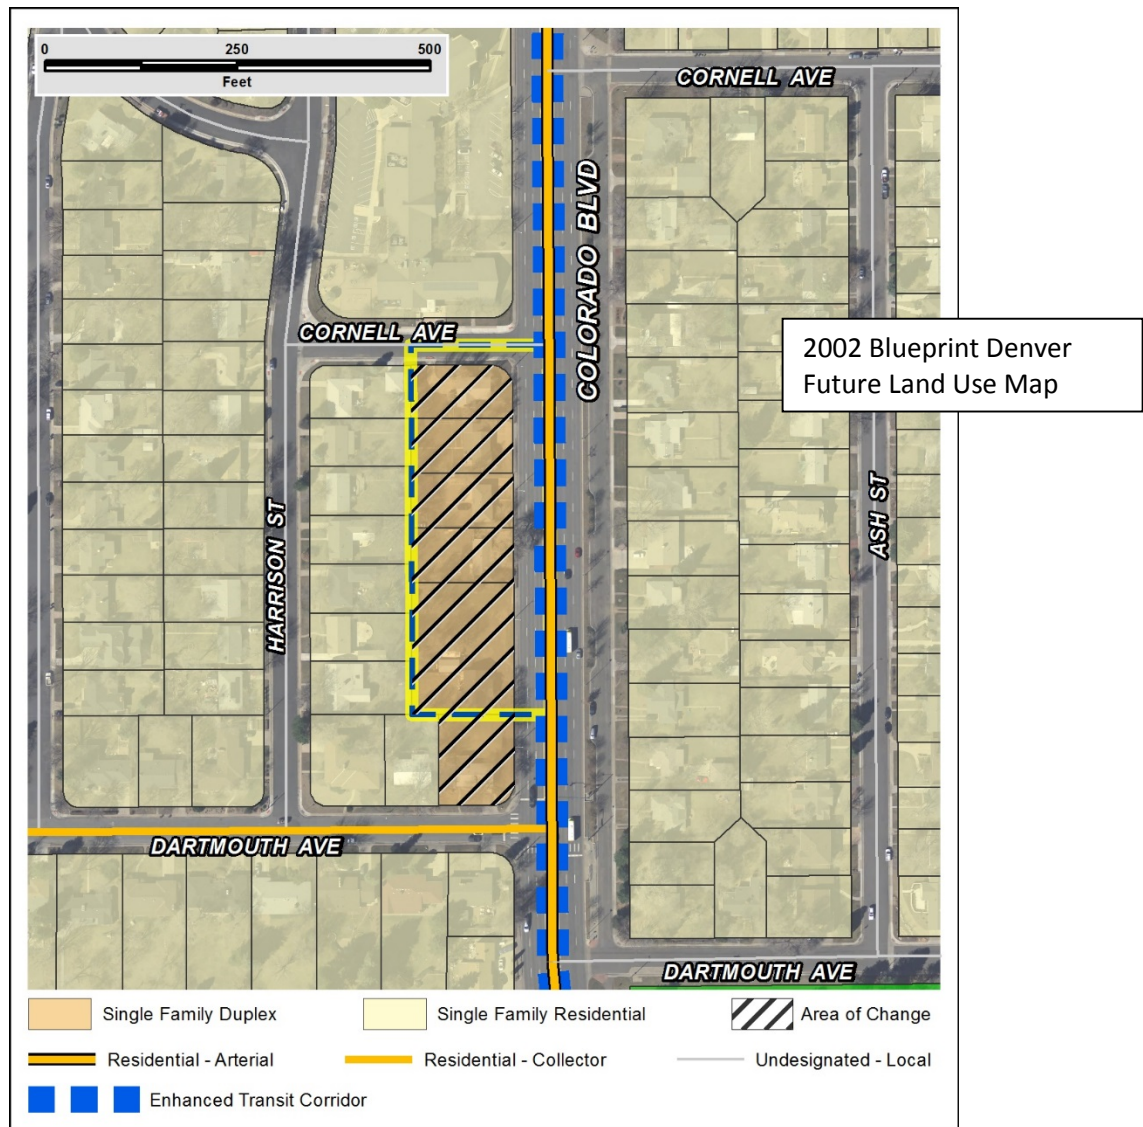 0 250 500
Feet
CORNELL AVE
COLORADO BLVD
CORNELL AVE
2002 Blueprint Denver
Future Land Use Map
HARRISON ST
ASH ST
DARTMOUTH AVE
DARTMOUTH AVE
Single Family Duplex
Single Family Residential
Area of Change
Residential - Arterial
Residential - Collector
Undesignated - Local
Enhanced Transit Corridor